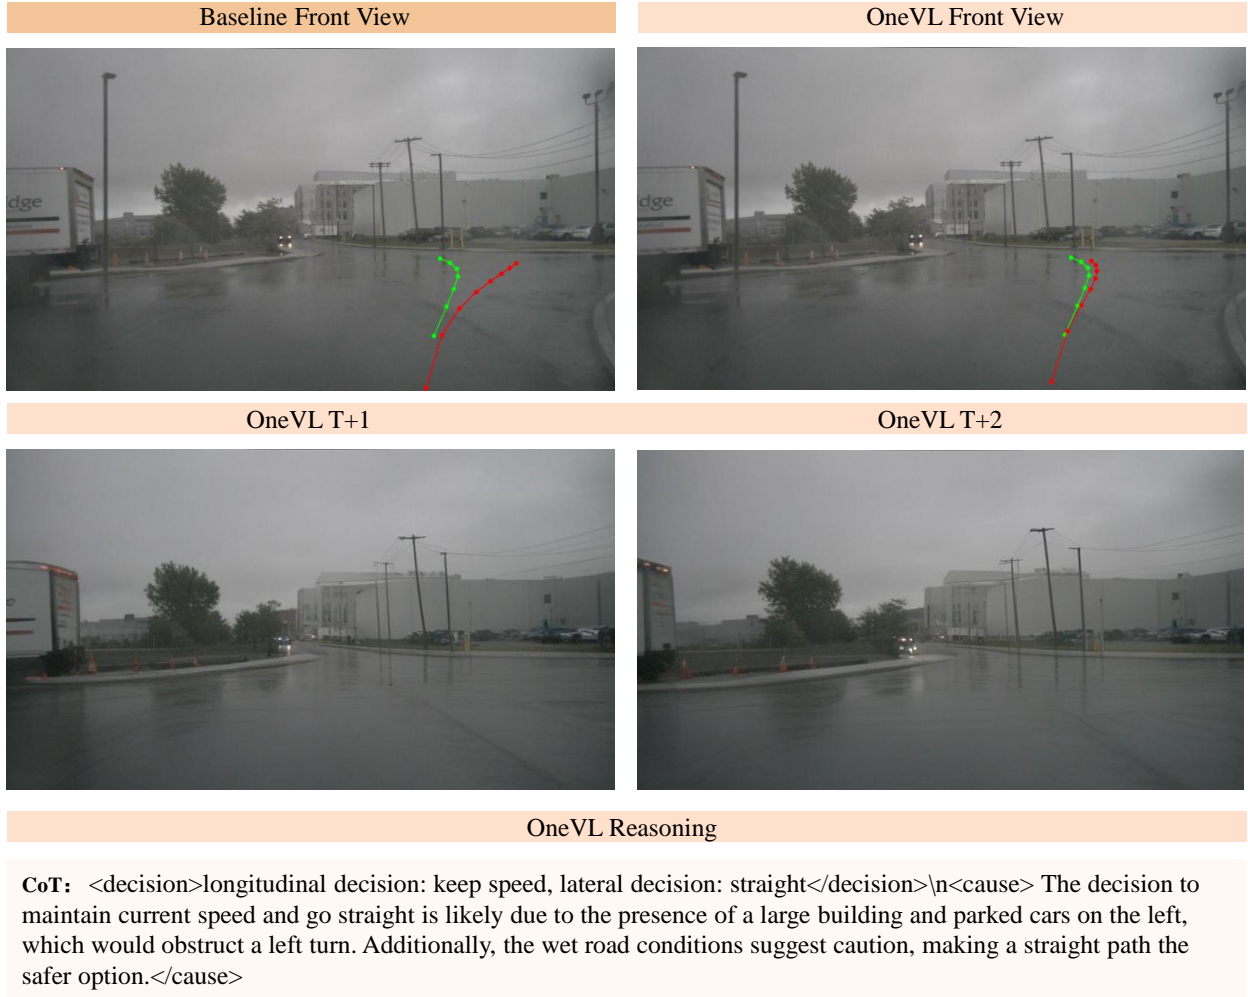 Baseline Front View
OneVL Front View
dge
dge
OneVL T+1
OneVL T+2
OneVL Reasoning
CoT： <decision>longitudinal decision: keep speed, lateral decision: straight</decision>\n<cause> The decision to
maintain current speed and go straight is likely due to the presence of a large building and parked cars on the left,
which would obstruct a left turn. Additionally, the wet road conditions suggest caution, making a straight path the
safer option.</cause>